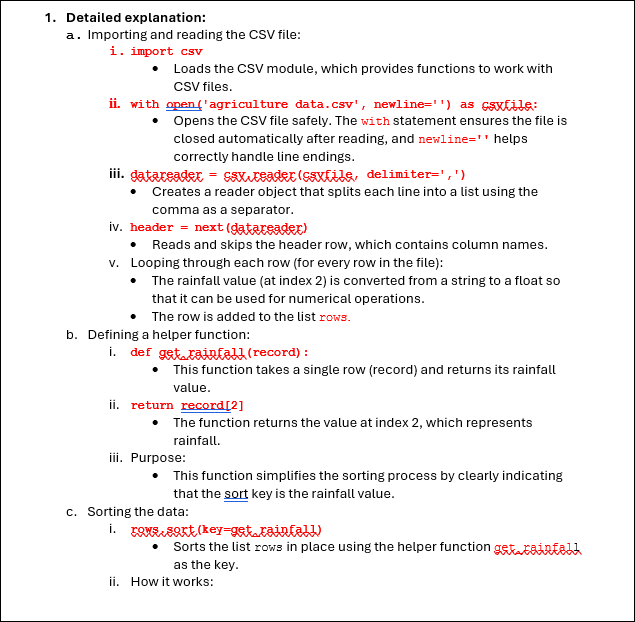 1. Detailed explanation:
a. Importing and reading the CSV file:
i. import csv
• Loads the CSV module, which provides functions to work with
CSV files.
ii. with open('agriculture data.csv', newline='') as csvfile:
• Opens the CSV file safely. The with statement ensures the file is
closed automatically after reading, and newline='' helps
correctly handle line endings.
iii. datareader = csv.reader(csvfile, delimiter=',')
• Creates a reader object that splits each line into a list using the
comma as a separator.
iv. header = next(datareader)
• Reads and skips the header row, which contains column names.
v. Looping through each row (for every row in the file):
• The rainfall value (at index 2) is converted from a string to a float so
that it can be used for numerical operations.
• The row is added to the list rows.
b. Defining a helper function:
i. def get_rainfall(record):
• This function takes a single row (record) and returns its rainfall
value.
ii. return record[2]
• The function returns the value at index 2, which represents
rainfall.
iii. Purpose:
• This function simplifies the sorting process by clearly indicating
that the sort key is the rainfall value.
c. Sorting the data:
i. rows.sort(key=get_rainfall)
• Sorts the list rows in place using the helper function get_rainfall
as the key.
ii. How it works: